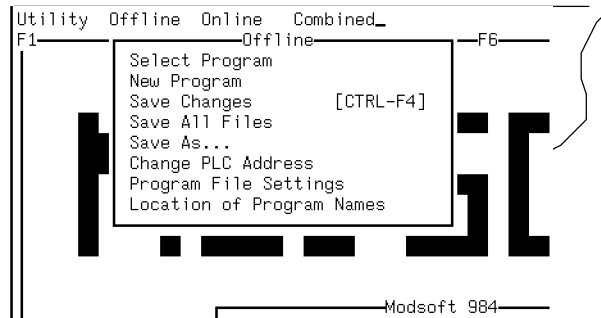 Utility Offline Online Combined_
F1 Offline F6
Select Program
New Program
Save Changes [CTRL-F4]
Save All Files
Save As...
Change PLC Address
Program File Settings
Location of Program Names
Modsoft 984